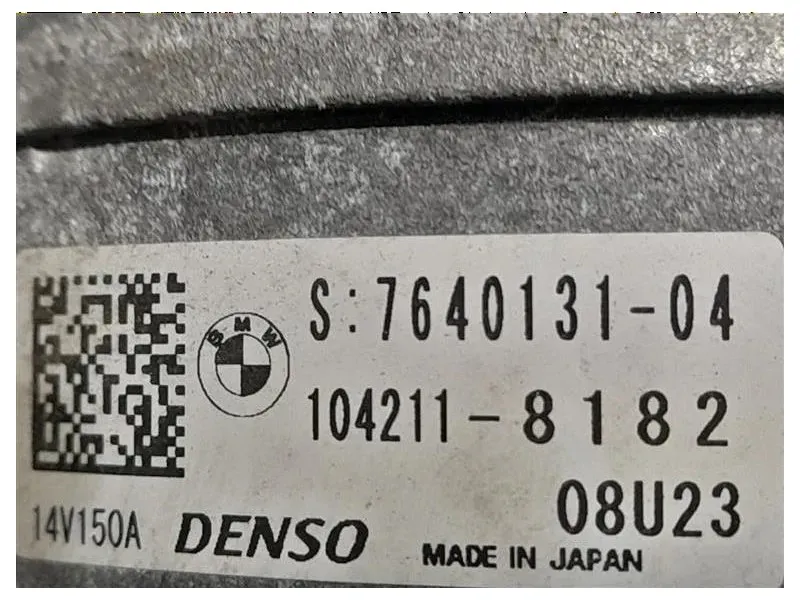 S:7640131-04
BMW
104211-8182
08U23
14V150A DENSO MADE IN JAPAN